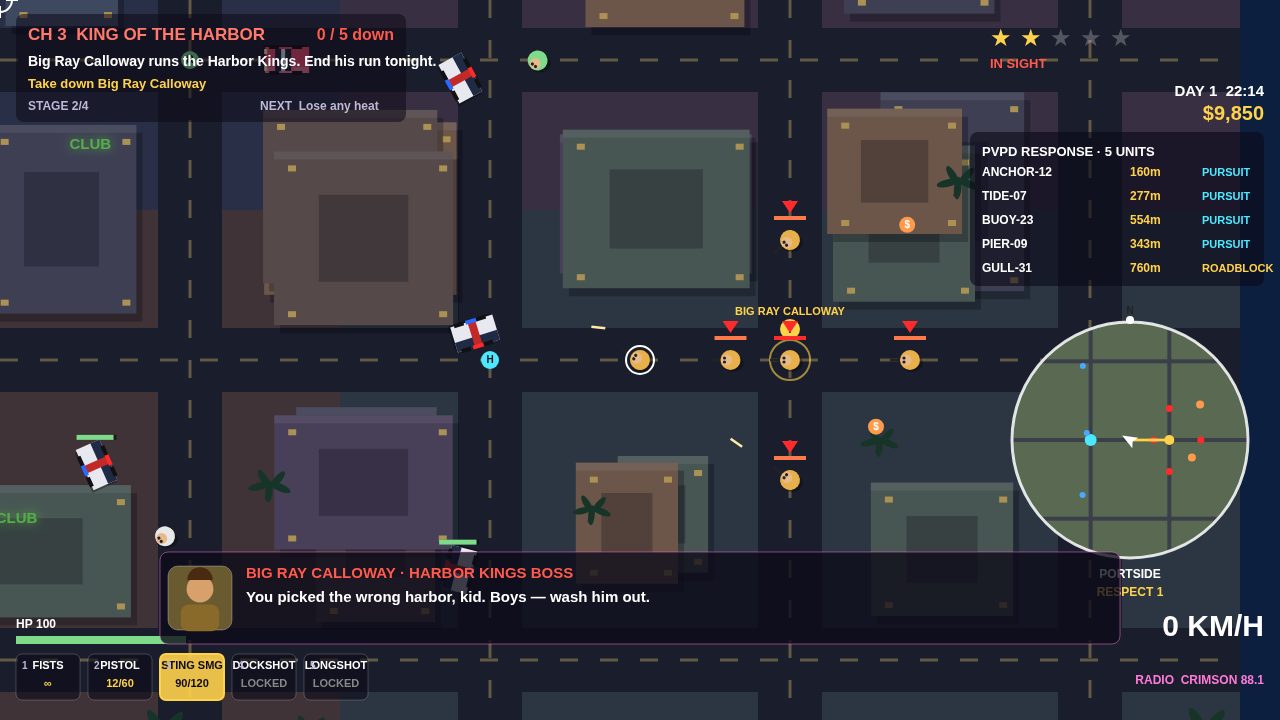 CH 3 KING OF THE HARBOR 0 / 5 down
Big Ray Calloway runs the Harbor Kings. End his run tonight.
Take down Big Ray Calloway
STAGE 2/4 NEXT Lose any heat
IN SIGHT
DAY 1 22:14
$9,850
PVPD RESPONSE · 5 UNITS
ANCHOR-12 160m PURSUIT
TIDE-07 277m PURSUIT
BUOY-23 554m PURSUIT
PIER-09 343m PURSUIT
GULL-31 760m ROADBLOCK
CLUB
$
BIG RAY CALLOWAY
N
H
$
CLUB
BIG RAY CALLOWAY · HARBOR KINGS BOSS
You picked the wrong harbor, kid. Boys — wash him out.
PORTSIDE
RESPECT 1
HP 100
0 KM/H
1 FISTS
∞
2 PISTOL
12/60
STING SMG
90/120
DOCKSHOT
LOCKED
LONGSHOT
LOCKED
RADIO CRIMSON 88.1